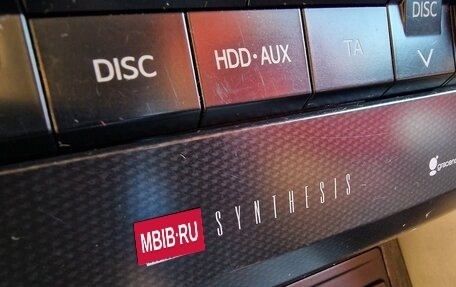 DISC
DISC HDD·AUX TA
MBIB·RU SYNTHESIS